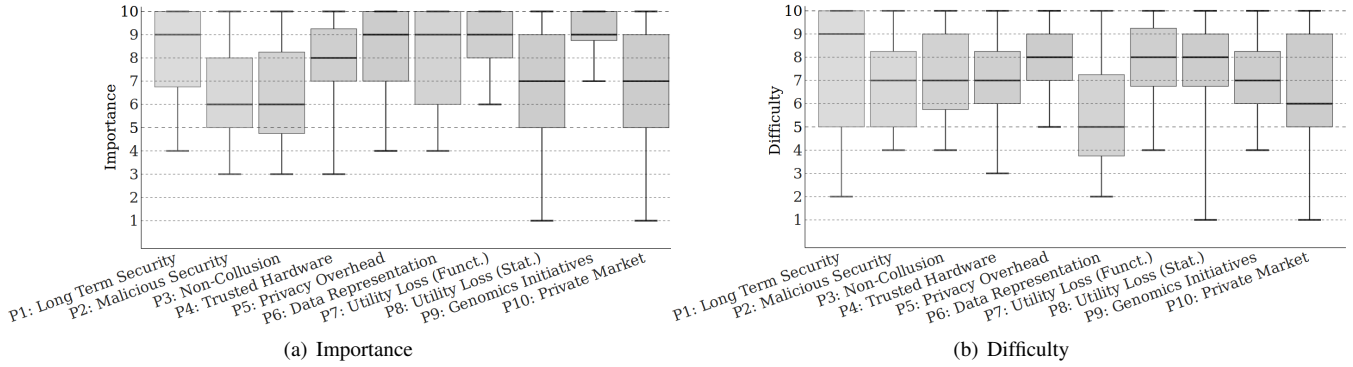 10
9
8
7
6
5
4
3
2
1
Importance
P1: Long Term Security
P2: Malicious Security
P3: Non-Collusion
P4: Trusted Hardware
P5: Privacy Overhead
P6: Data Representation
P7: Utility Loss (Funct.)
P8: Utility Loss (Stat.)
P9: Genomics Initiatives
P10: Private Market
(a) Importance
10
9
8
7
6
5
4
3
2
1
Difficulty
P1: Long Term Security
P2: Malicious Security
P3: Non-Collusion
P4: Trusted Hardware
P5: Privacy Overhead
P6: Data Representation
P7: Utility Loss (Funct.)
P8: Utility Loss (Stat.)
P9: Genomics Initiatives
P10: Private Market
(b) Difficulty